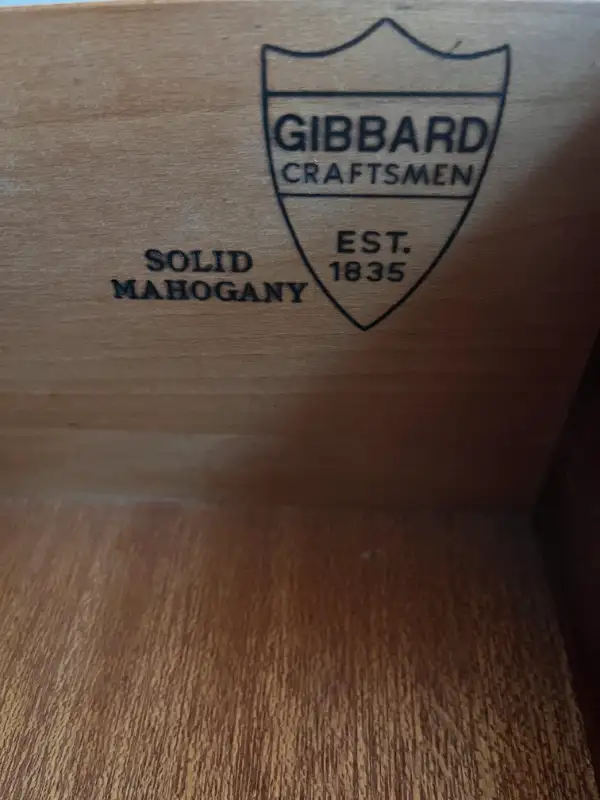 GIBBARD
CRAFTSMEN
EST.
1835
SOLID
MAHOGANY